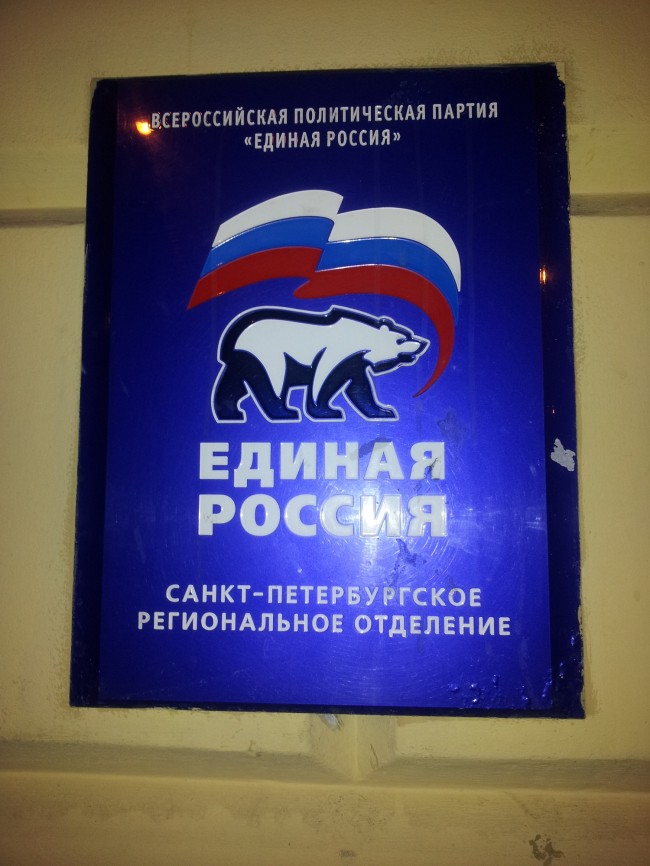 ВСЕРОССИЙСКАЯ ПОЛИТИЧЕСКАЯ ПАРТИЯ
«ЕДИНАЯ РОССИЯ»
ЕДИНАЯ
РОССИЯ
САНКТ-ПЕТЕРБУРГСКОЕ
РЕГИОНАЛЬНОЕ ОТДЕЛЕНИЕ